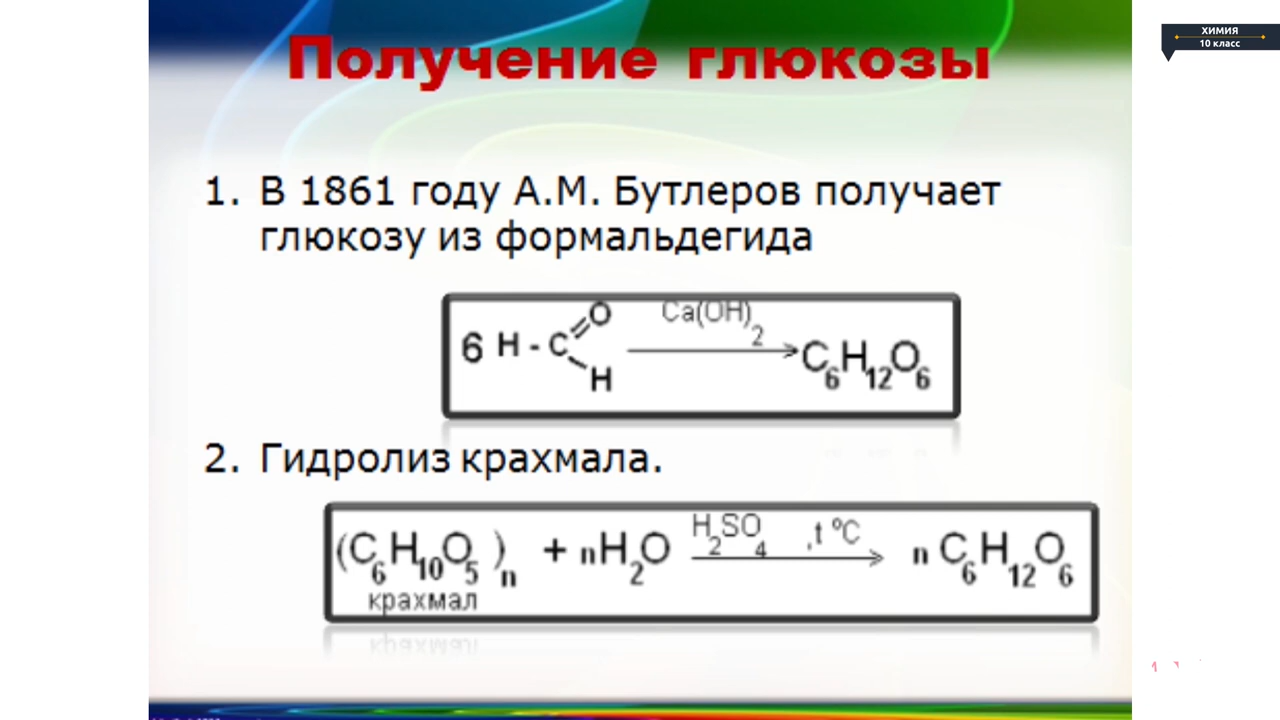 Получение глюкозы
ХИМИЯ
10 класс
1. В 1861 году А.М. Бутлеров получает
глюкозу из формальдегида
6 H - C O H Ca(OH)2 → C6H12O6
2. Гидролиз крахмала.
(C6H10O5)n + nH2O H2SO4 ,t ºC → n C6H12O6
крахмал